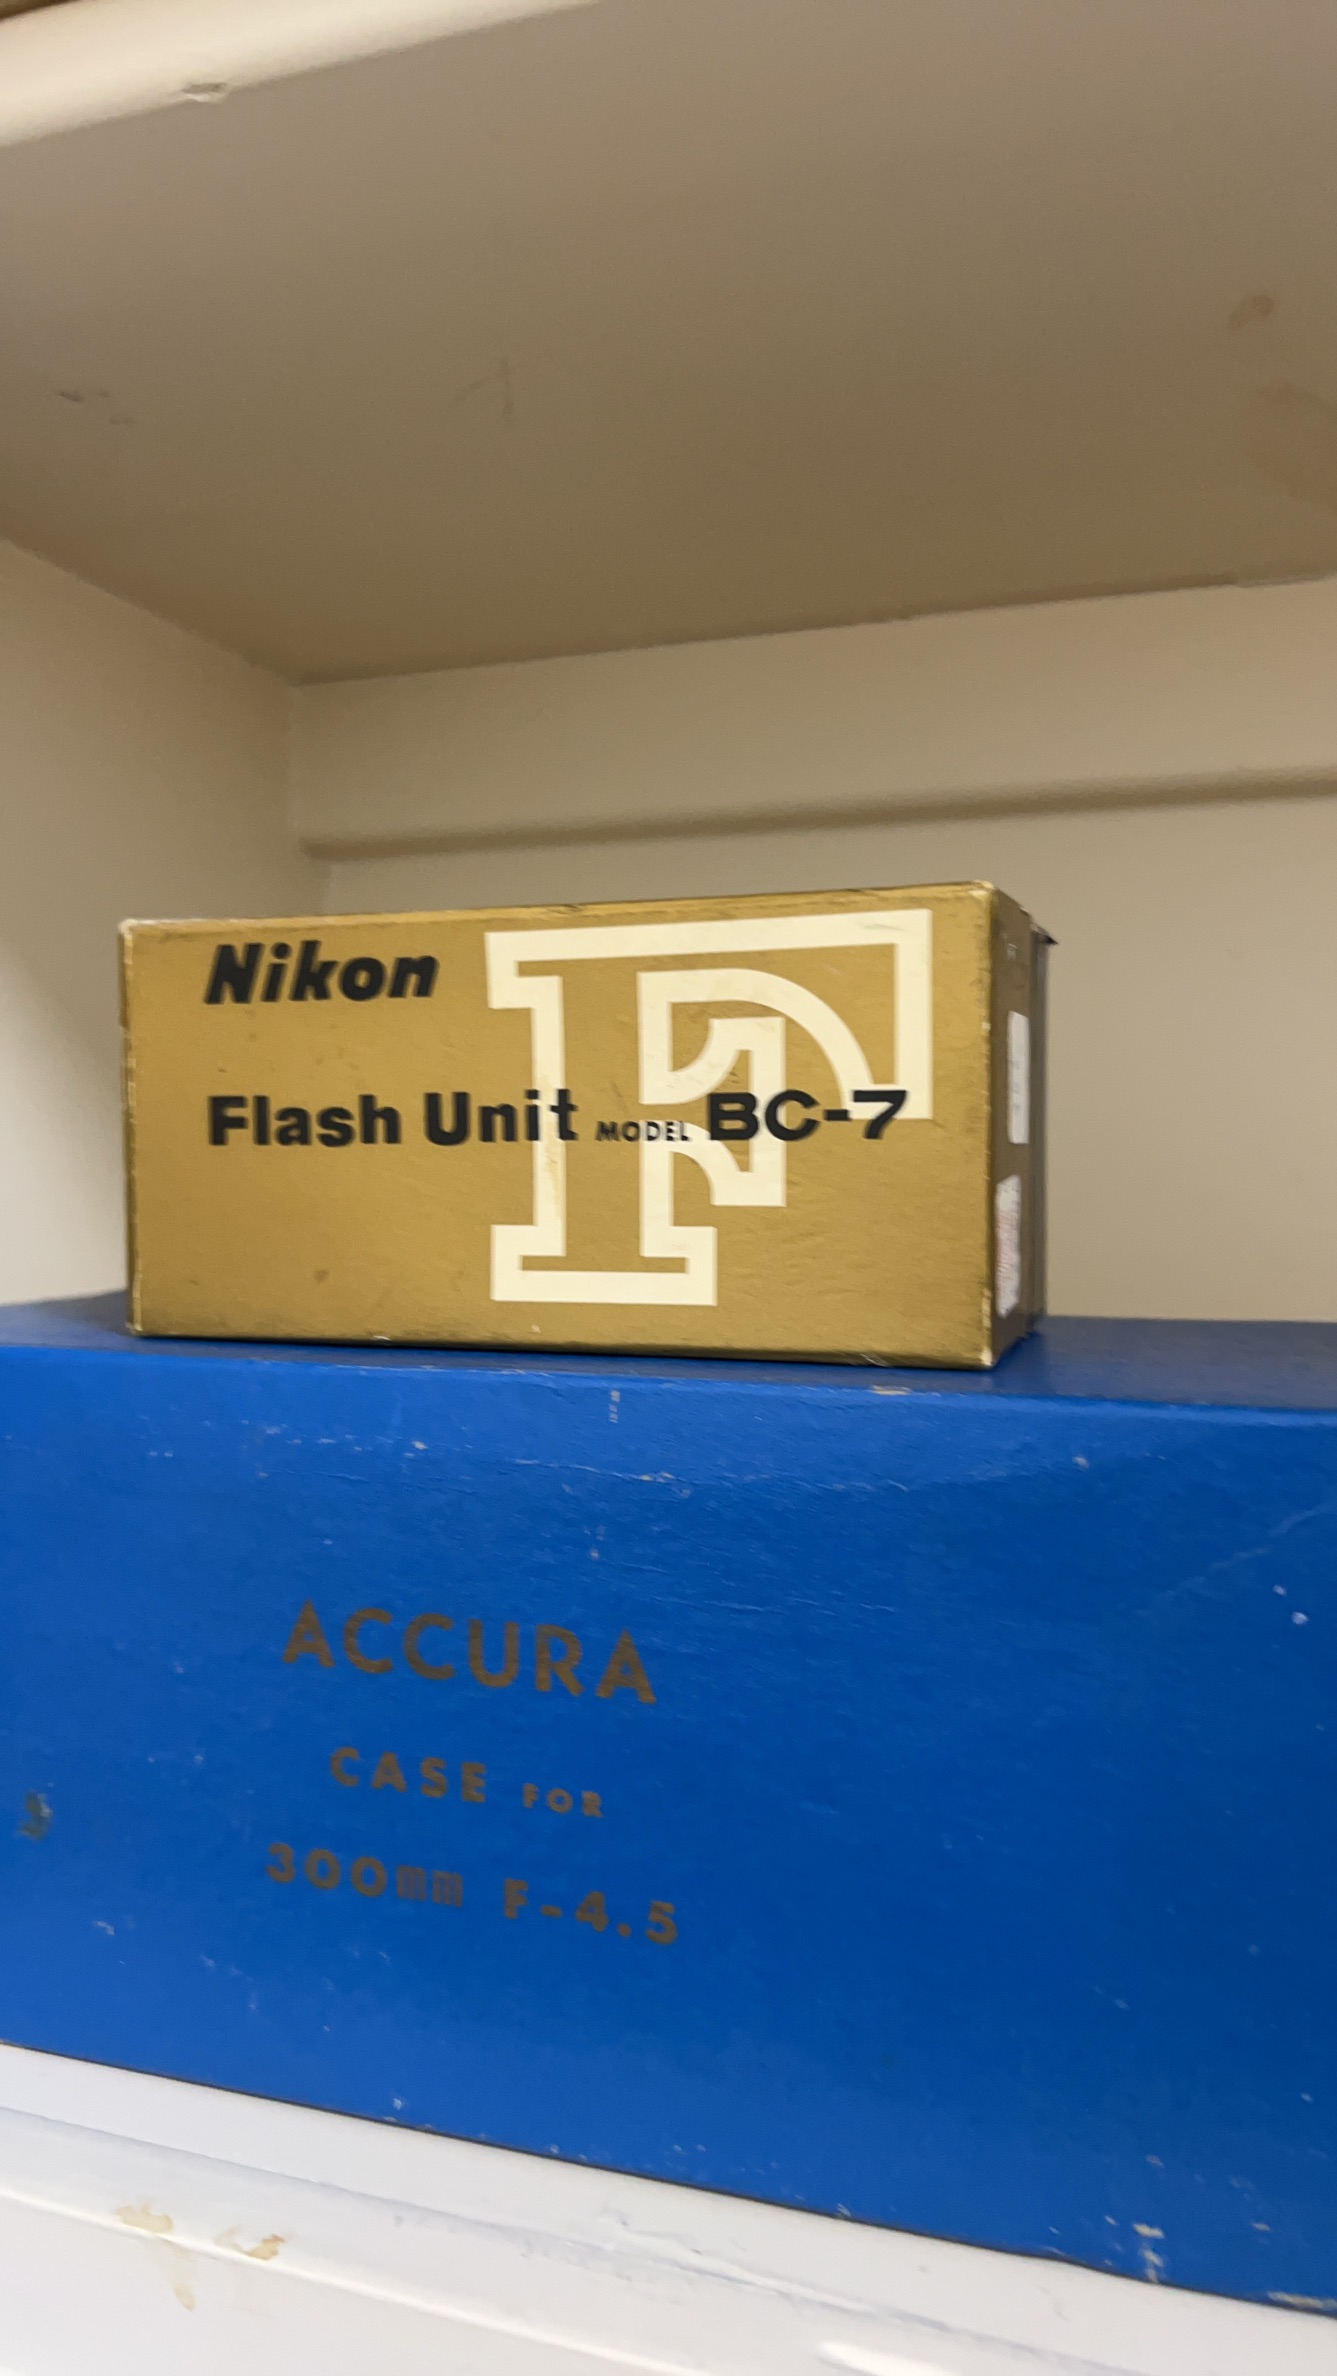 Nikon
F
Flash Unit MODEL BC-7
ACCURA
CASE FOR
300mm F-4.5